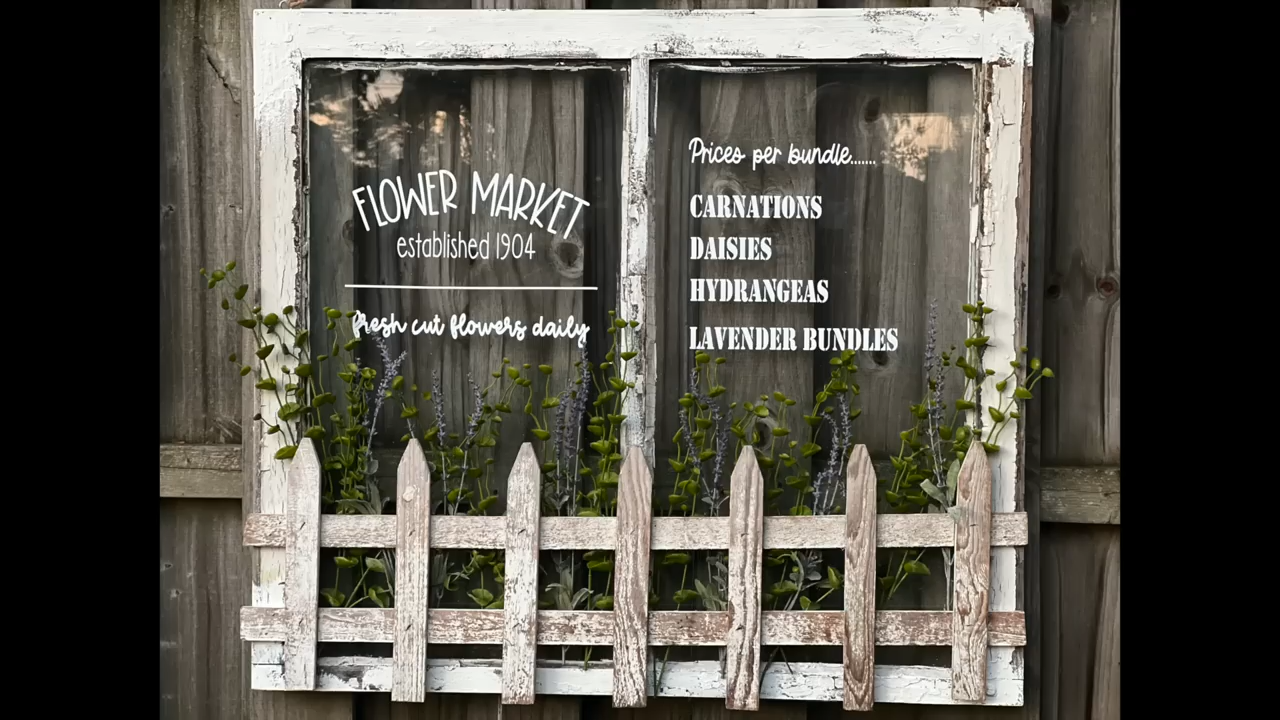 FLOWER MARKET
established 1904
fresh cut flowers daily
Prices per bundle.......
CARNATIONS
DAISIES
HYDRANGEAS
LAVENDER BUNDLES